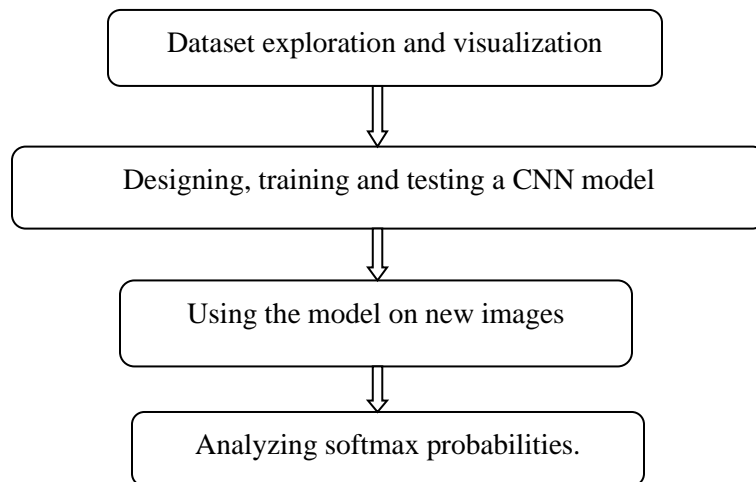 Dataset exploration and visualization
Designing, training and testing a CNN model
Using the model on new images
Analyzing softmax probabilities.